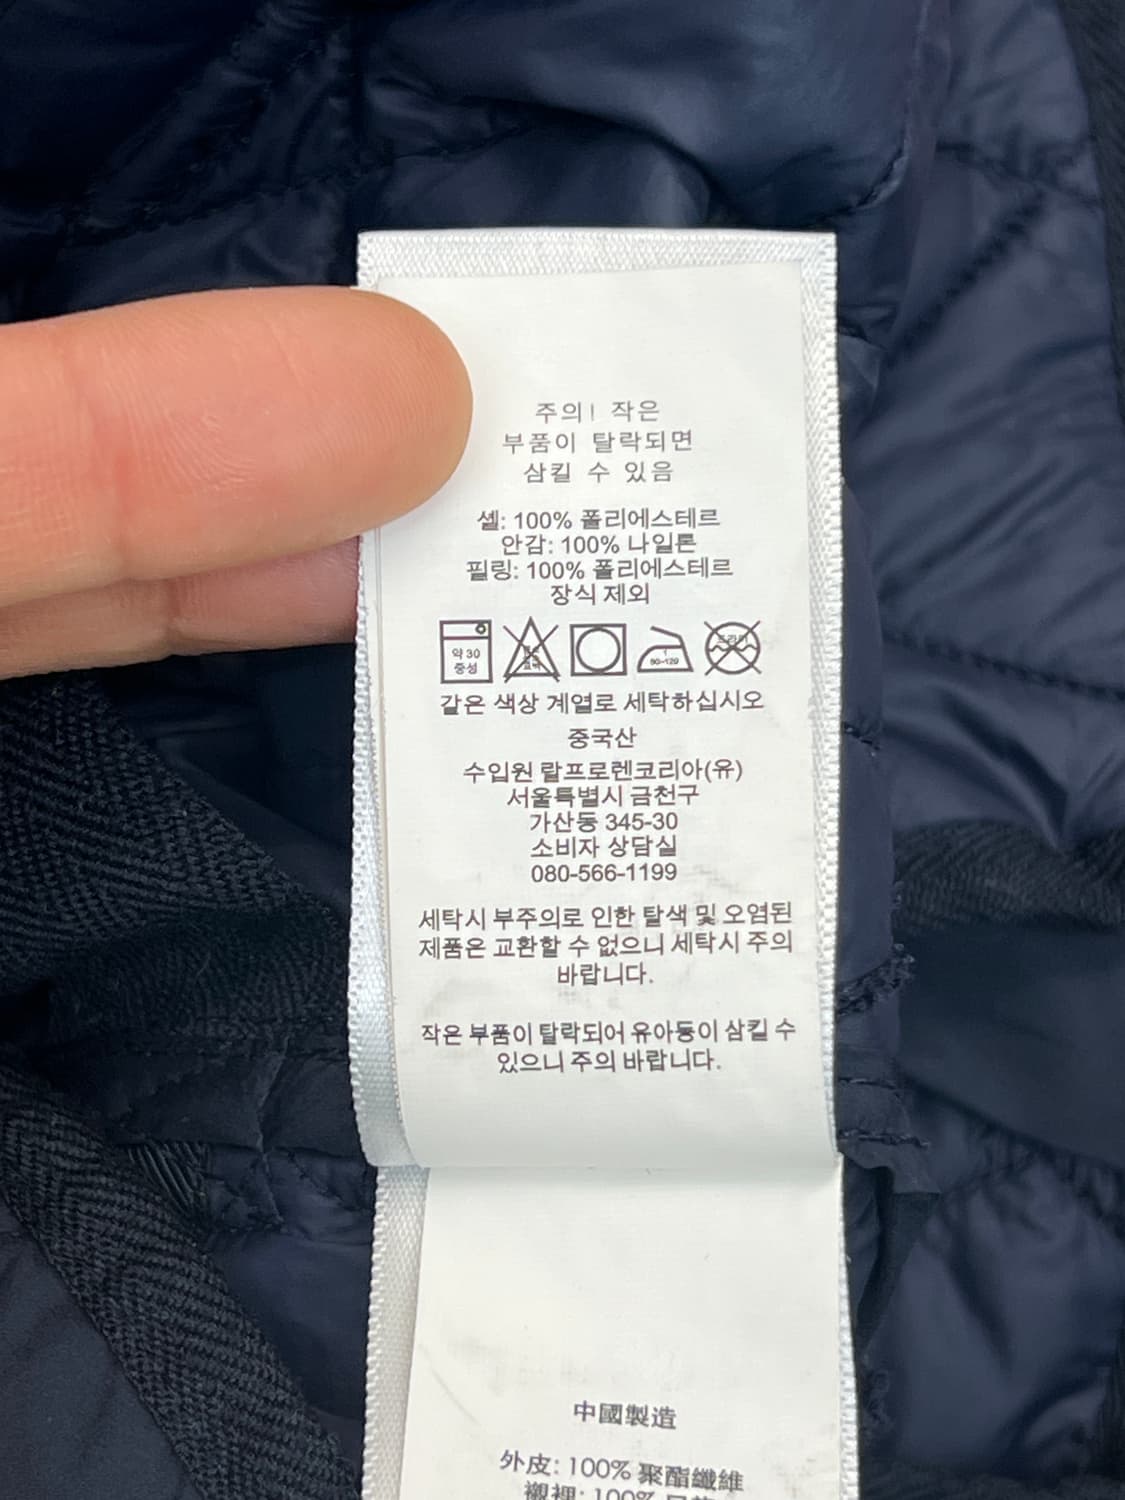 주의! 작은
부품이 탈락되면
삼킬 수 있음
셸: 100% 폴리에스테르
안감: 100% 나일론
필링: 100% 폴리에스테르
장식 제외
약 30
중성
80~120
드라이
같은 색상 계열로 세탁하십시오
중국산
수입원 랄프로렌코리아(유)
서울특별시 금천구
가산동 345-30
소비자 상담실
080-566-1199
세탁시 부주의로 인한 탈색 및 오염된
제품은 교환할 수 없으니 세탁시 주의
바랍니다.
작은 부품이 탈락되어 유아등이 삼킬 수
있으니 주의 바랍니다.
中國製造
外皮: 100% 聚酯纖維
襯裡: 100%